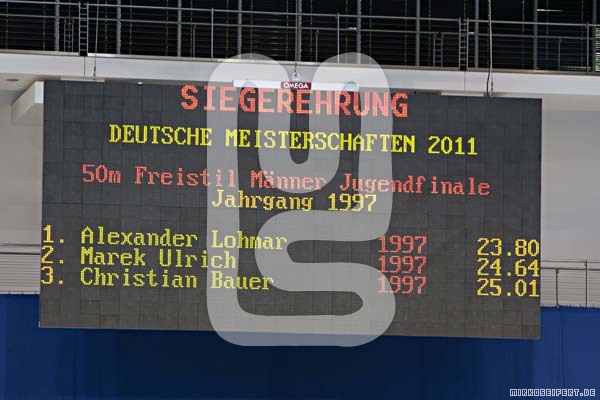 OMEGA
SIEGEREHRUNG
DEUTSCHE MEISTERSCHAFTEN 2011
50m Freistil Männer Jugendfinale
Jahrgang 1997
1. Alexander Lohmar 1997 23.80
2. Marek Ulrich 1997 24.64
3. Christian Bauer 1997 25.01
MIRKOSEIFERT.DE